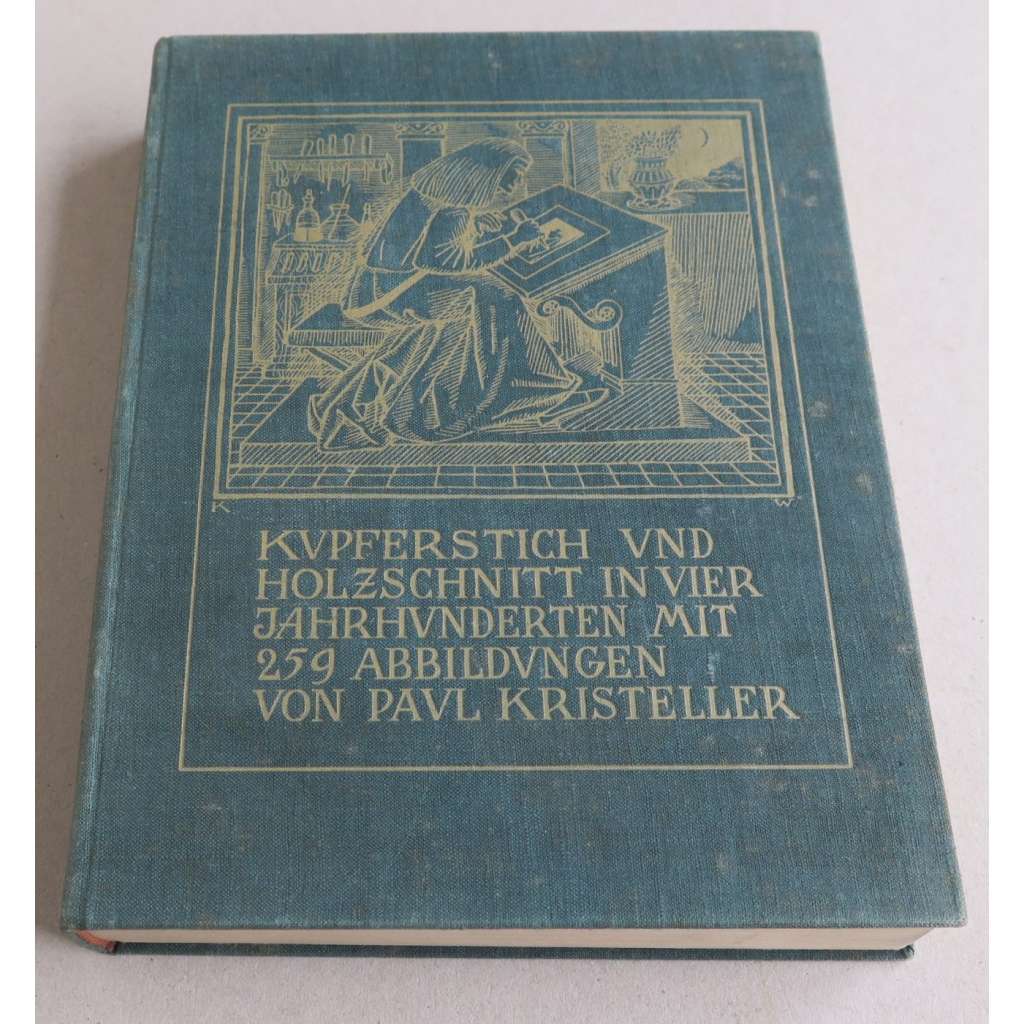 K W
KVPFERSTICH VND
HOLZSCHNITT IN VIER
JAHRHVNDERTEN MIT
259 ABBILDVNGEN
VON PAVL KRISTELLER